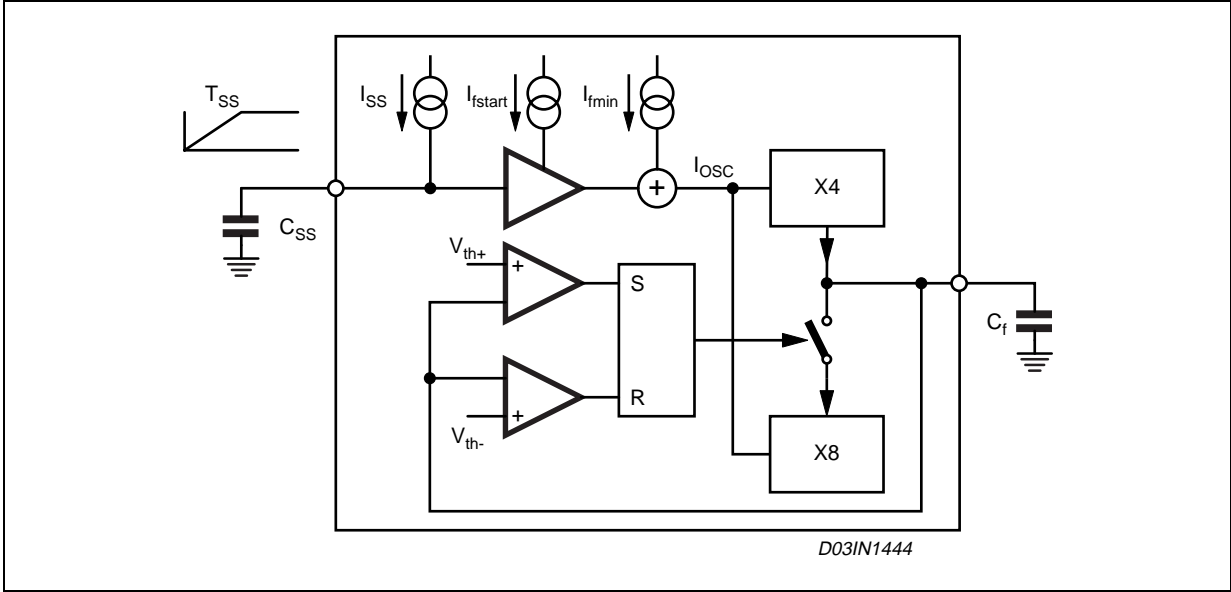 T_SS
I_SS
I_fstart
I_fmin
I_OSC
X4
C_SS
V_th+
+
+
S
C_f
R
+
V_th-
X8
D03IN1444